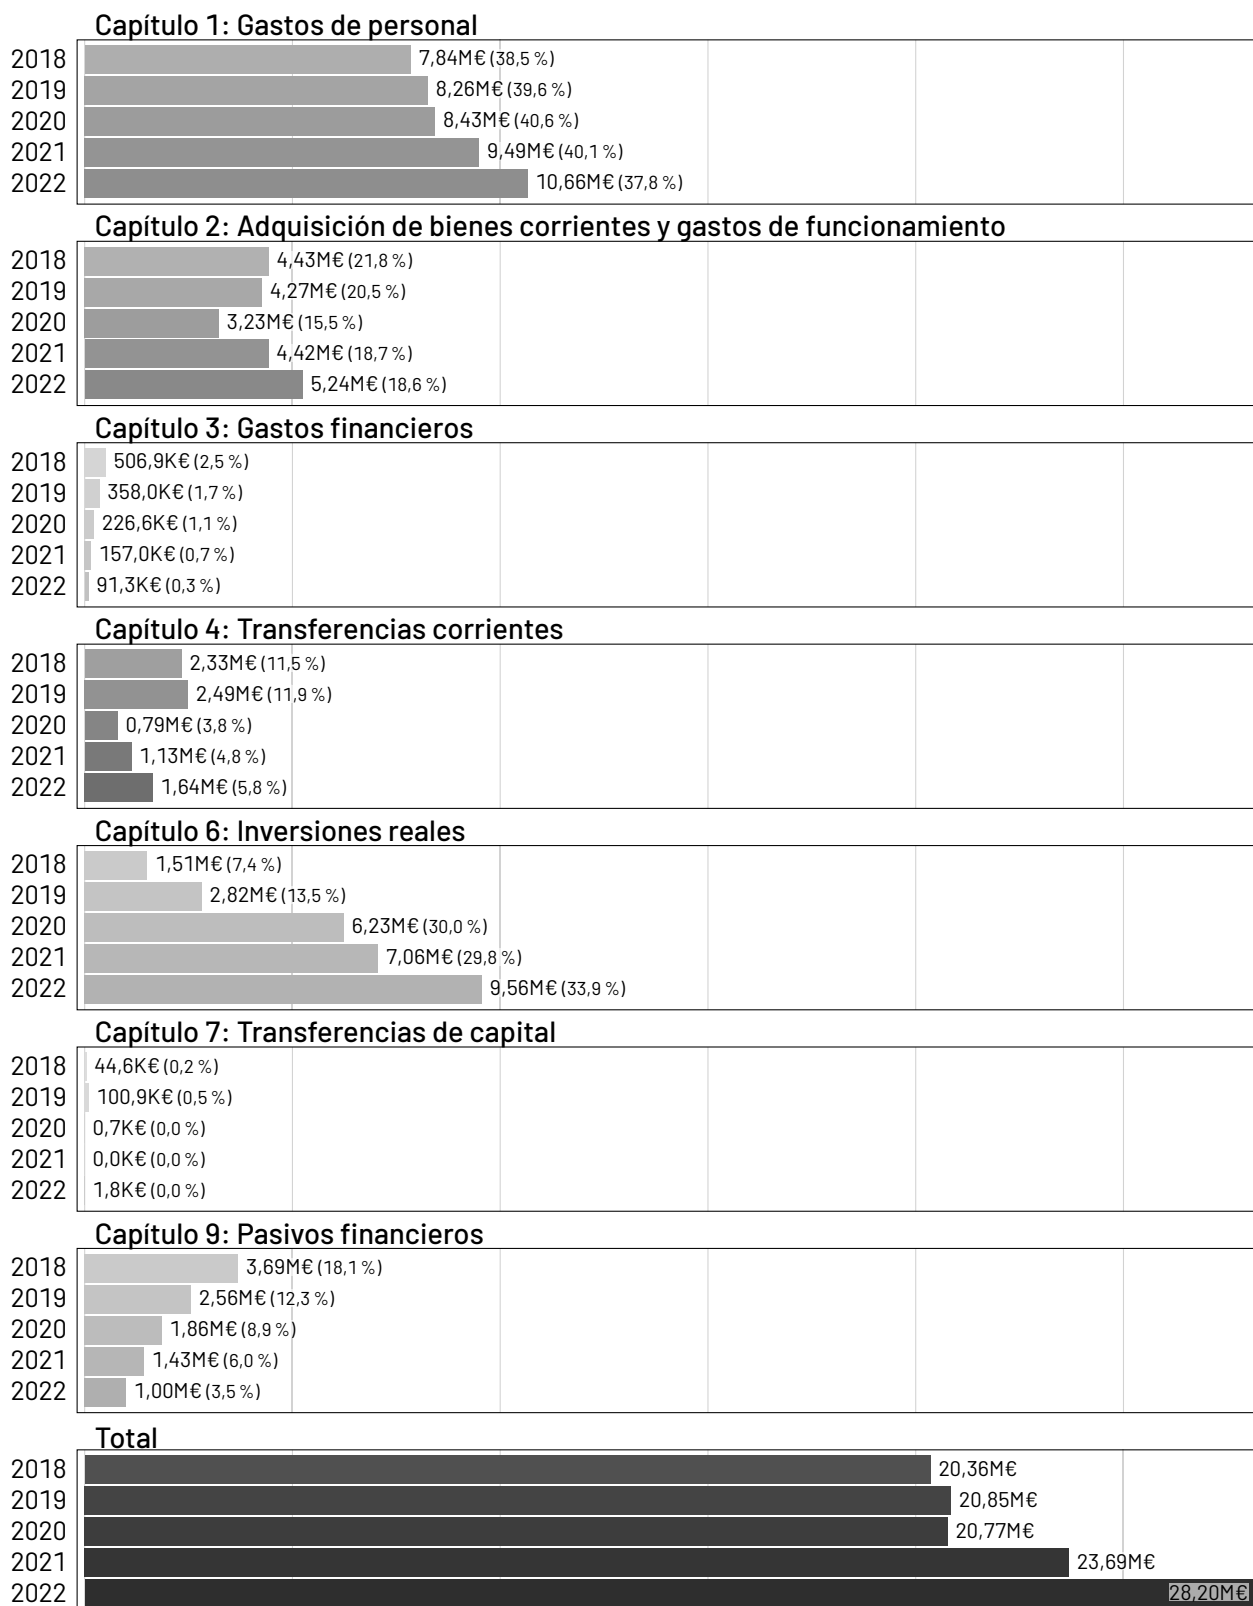 Capítulo 1: Gastos de personal
2018 7,84M€ (38,5 %)
2019 8,26M€ (39,6 %)
2020 8,43M€ (40,6 %)
2021 9,49M€ (40,1 %)
2022 10,66M€ (37,8 %)
Capítulo 2: Adquisición de bienes corrientes y gastos de funcionamiento
2018 4,43M€ (21,8 %)
2019 4,27M€ (20,5 %)
2020 3,23M€ (15,5 %)
2021 4,42M€ (18,7 %)
2022 5,24M€ (18,6 %)
Capítulo 3: Gastos financieros
2018 506,9K€ (2,5 %)
2019 358,0K€ (1,7 %)
2020 226,6K€ (1,1 %)
2021 157,0K€ (0,7 %)
2022 91,3K€ (0,3 %)
Capítulo 4: Transferencias corrientes
2018 2,33M€ (11,5 %)
2019 2,49M€ (11,9 %)
2020 0,79M€ (3,8 %)
2021 1,13M€ (4,8 %)
2022 1,64M€ (5,8 %)
Capítulo 6: Inversiones reales
2018 1,51M€ (7,4 %)
2019 2,82M€ (13,5 %)
2020 6,23M€ (30,0 %)
2021 7,06M€ (29,8 %)
2022 9,56M€ (33,9 %)
Capítulo 7: Transferencias de capital
2018 44,6K€ (0,2 %)
2019 100,9K€ (0,5 %)
2020 0,7K€ (0,0 %)
2021 0,0K€ (0,0 %)
2022 1,8K€ (0,0 %)
Capítulo 9: Pasivos financieros
2018 3,69M€ (18,1 %)
2019 2,56M€ (12,3 %)
2020 1,86M€ (8,9 %)
2021 1,43M€ (6,0 %)
2022 1,00M€ (3,5 %)
Total
2018 20,36M€
2019 20,85M€
2020 20,77M€
2021 23,69M€
2022 28,20M€